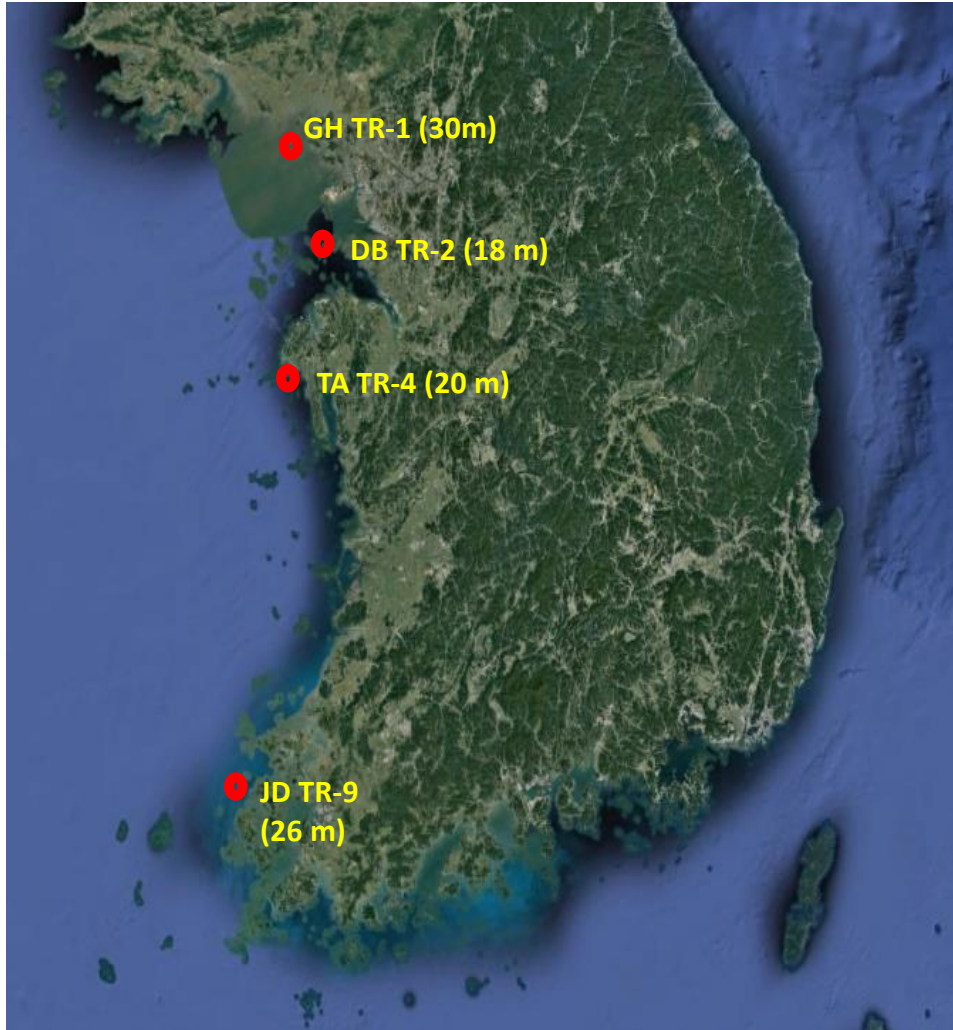 GH TR-1 (30m)
DB TR-2 (18 m)
TA TR-4 (20 m)
JD TR-9
(26 m)